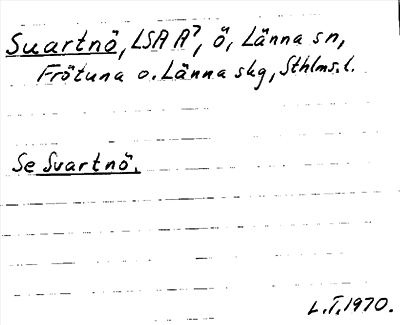 Suartnö, LSA A?, ö, Länna sn,
Frötuna o. Länna skg, Sthlms. l.
Se Svartnö.
L.T. 1970.